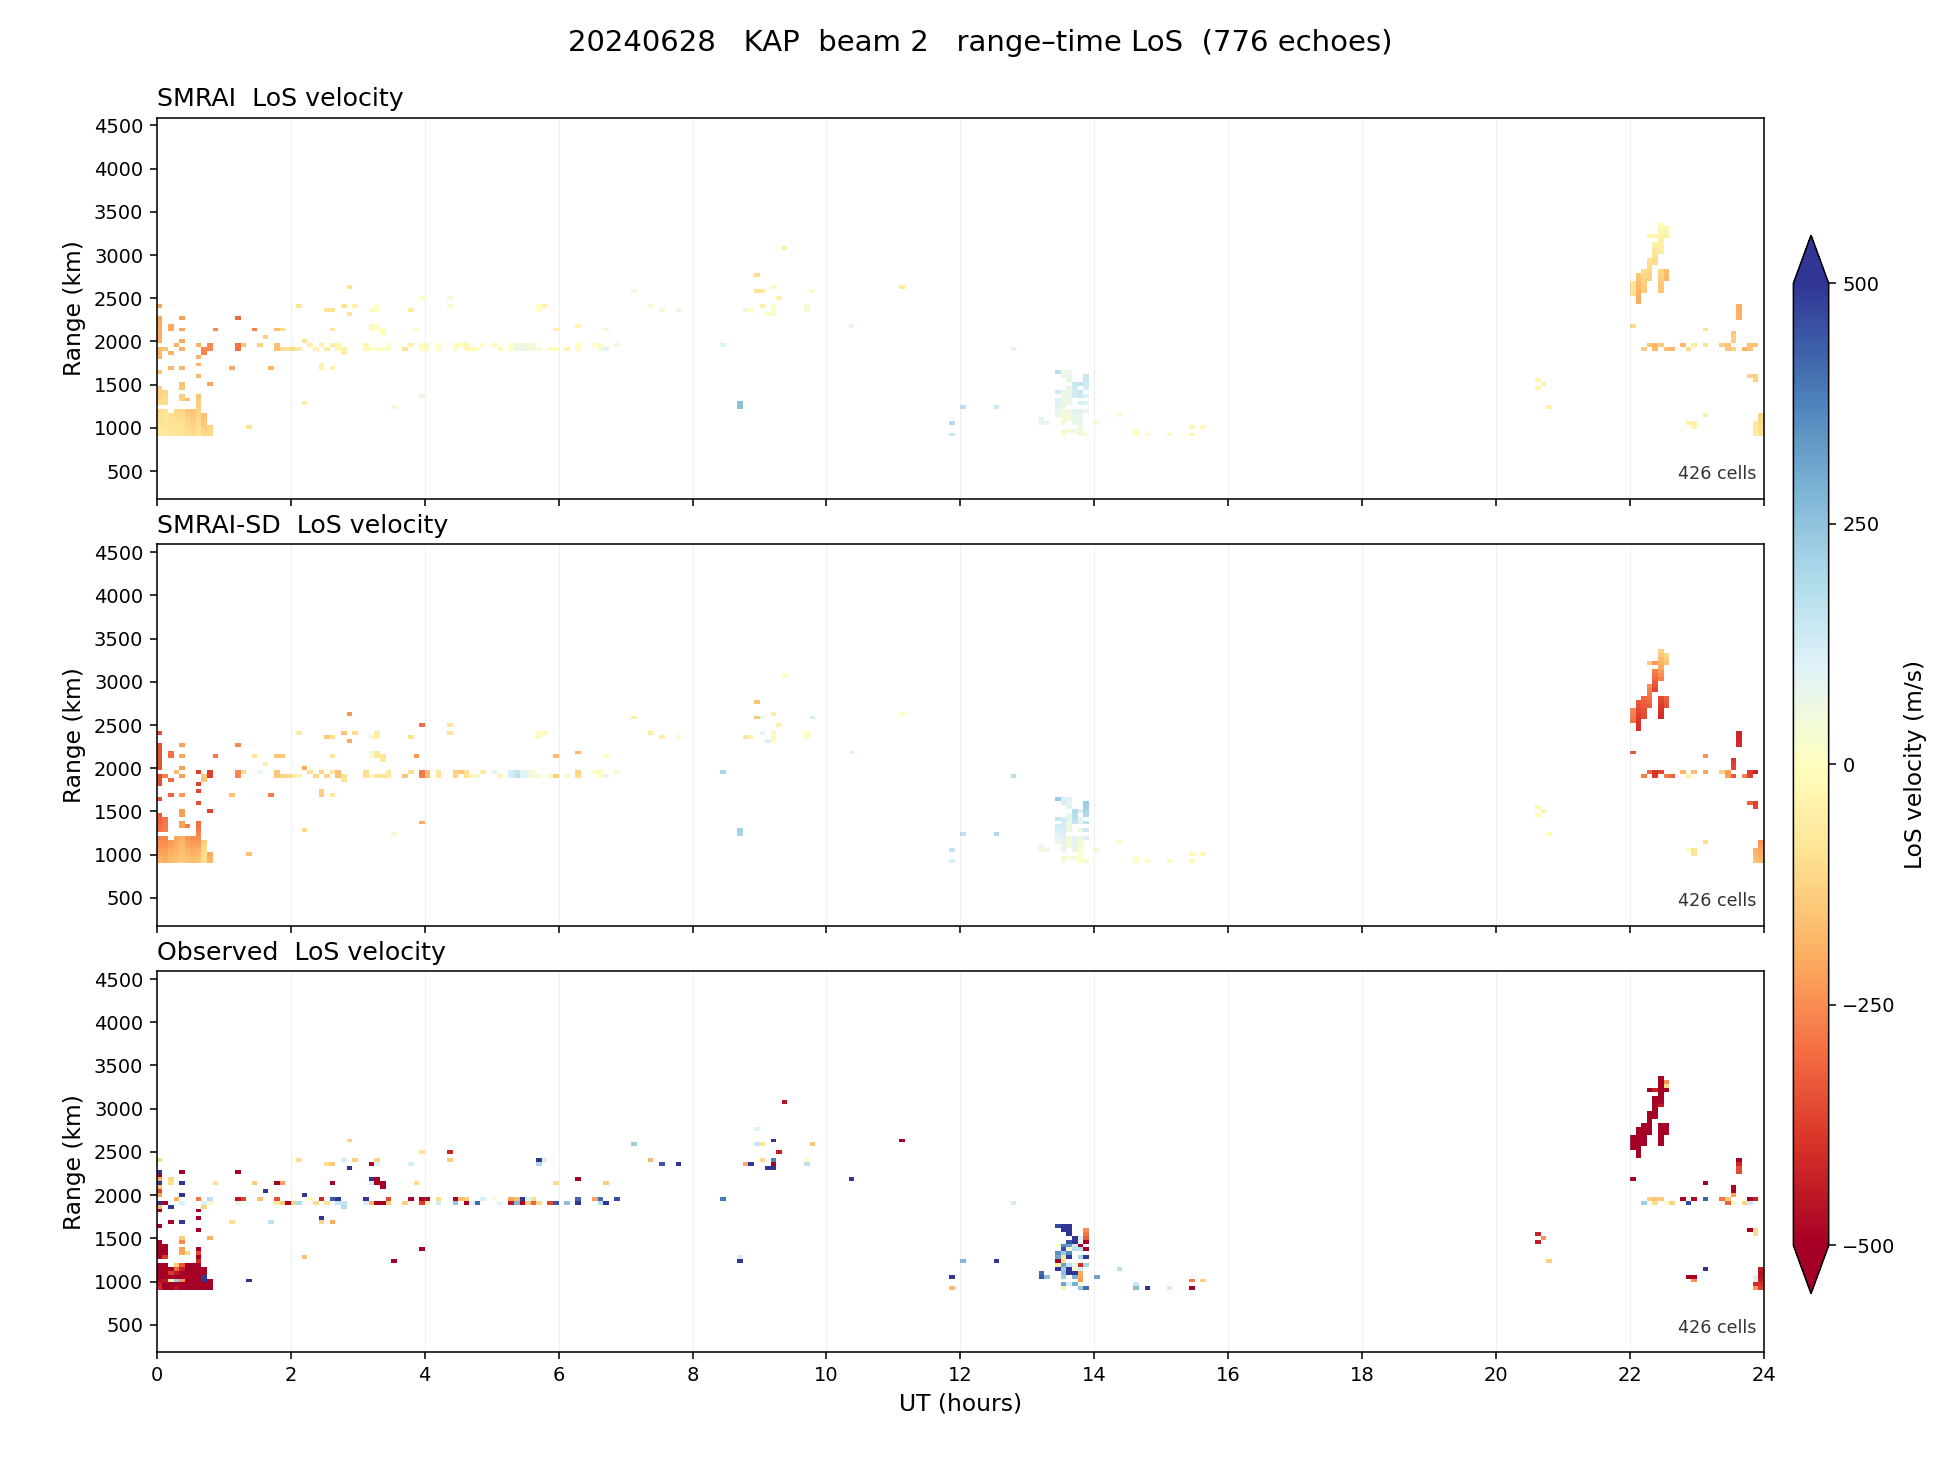 20240628   KAP  beam 2   range–time LoS  (776 echoes)
SMRAI  LoS velocity
4500
4000
3500
3000
2500
2000
1500
1000
500
Range (km)
426 cells
SMRAI-SD  LoS velocity
4500
4000
3500
3000
2500
2000
1500
1000
500
Range (km)
426 cells
Observed  LoS velocity
4500
4000
3500
3000
2500
2000
1500
1000
500
Range (km)
426 cells
0 2 4 6 8 10 12 14 16 18 20 22 24
UT (hours)
500
250
0
−250
−500
LoS velocity (m/s)